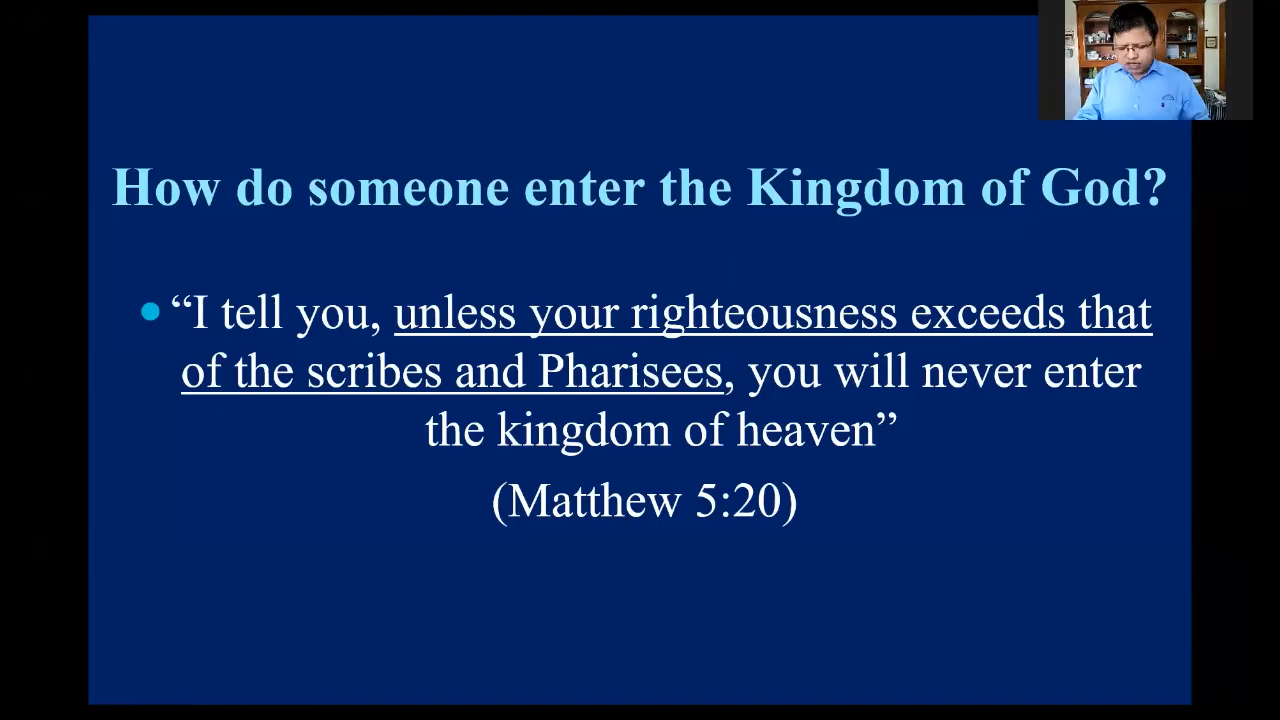 How do someone enter the Kingdom of God?
• “I tell you, unless your righteousness exceeds that
of the scribes and Pharisees, you will never enter
the kingdom of heaven”
(Matthew 5:20)